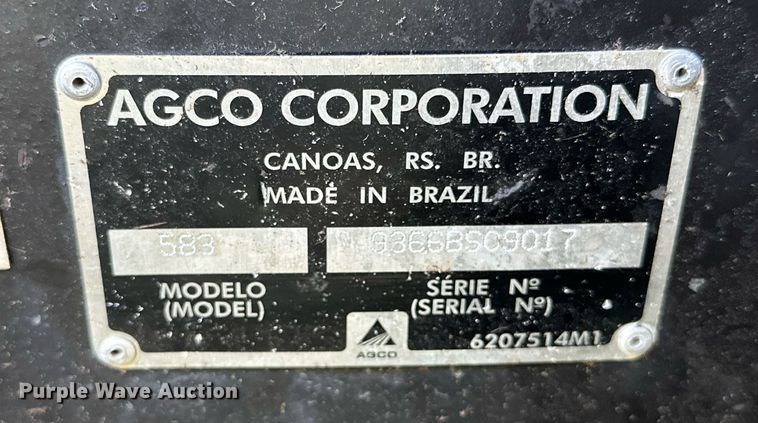 AGCO CORPORATION
CANOAS, RS. BR.
MADE IN BRAZIL
583 G366BS09017
MODELO SÉRIE Nº
(MODEL) (SERIAL Nº)
AGCO 6207514M1
Purple Wave Auction